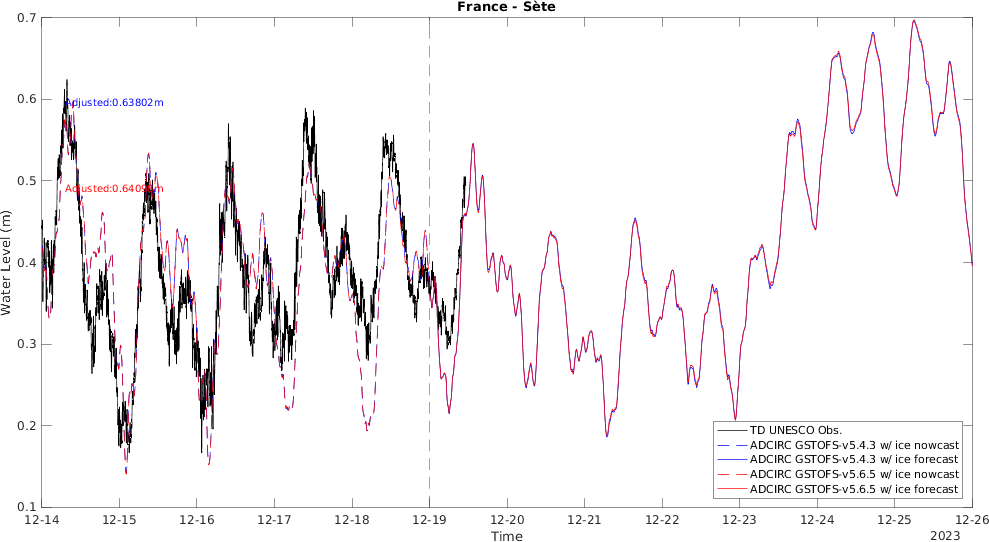 France - Sète
0.7
0.6
0.5
0.4
0.3
0.2
0.1
Water Level (m)
Adjusted:0.63802m
TD UNESCO Obs.
ADCIRC GSTOFS-v5.4.3 w/ ice nowcast
ADCIRC GSTOFS-v5.4.3 w/ ice forecast
ADCIRC GSTOFS-v5.6.5 w/ ice nowcast
ADCIRC GSTOFS-v5.6.5 w/ ice forecast
12-14 12-15 12-16 12-17 12-18 12-19 12-20 12-21 12-22 12-23 12-24 12-25 12-26
Time
2023